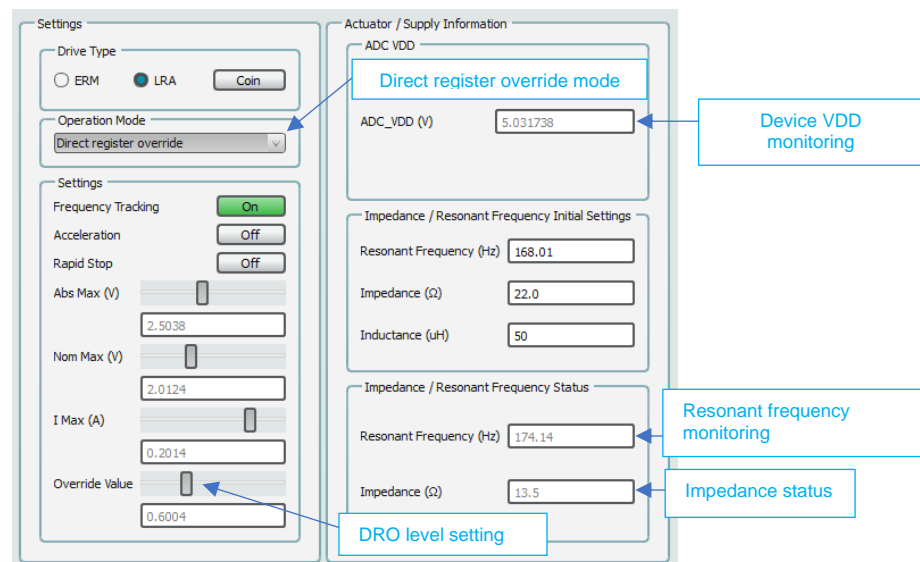 Settings
Drive Type
ERM
LRA
Coin
Operation Mode
Direct register override
Settings
Frequency Tracking
On
Acceleration
Off
Rapid Stop
Off
Abs Max (V)
2.5038
Nom Max (V)
2.0124
I Max (A)
0.2014
Override Value
0.6004
Actuator / Supply Information
ADC VDD
Direct register override mode
ADC_VDD (V)
5.031738
Device VDD
monitoring
Impedance / Resonant Frequency Initial Settings
Resonant Frequency (Hz)
168.01
Impedance (Ω)
22.0
Inductance (uH)
50
Impedance / Resonant Frequency Status
Resonant Frequency (Hz)
174.14
Resonant frequency
monitoring
Impedance (Ω)
13.5
Impedance status
DRO level setting